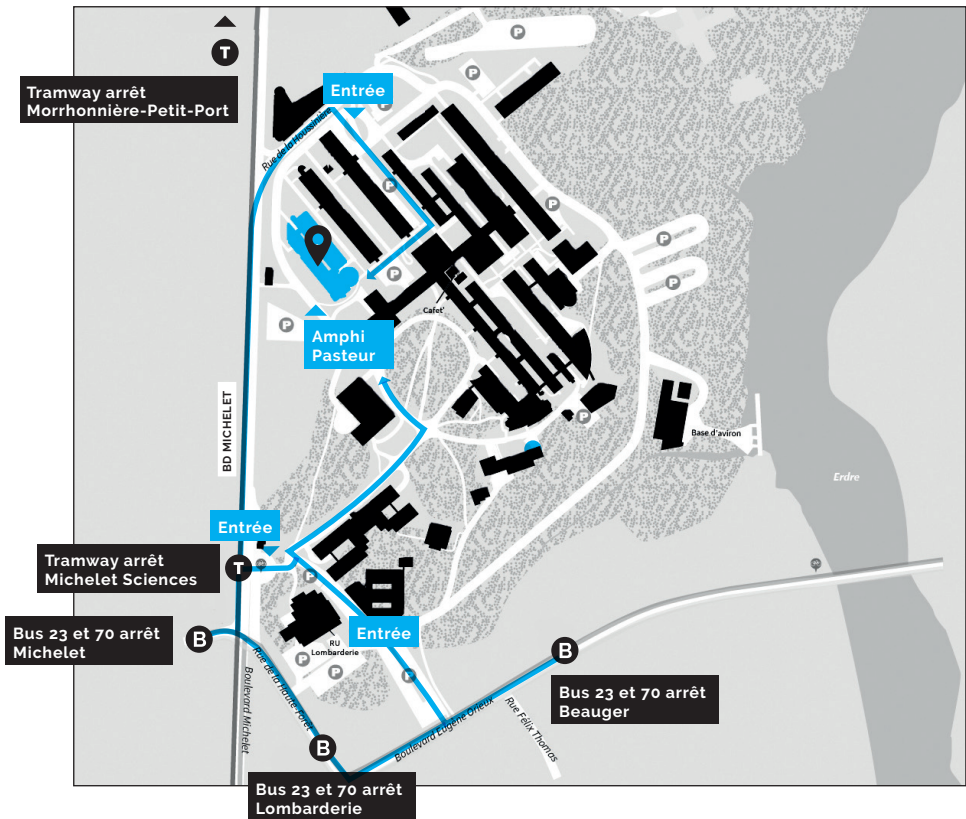 T
Tramway arrêt
Morrhonnière-Petit-Port
Entrée
P
P
P
Rue de la Houssinière
P
P
P
P
P
P
Cafet'
Amphi
Pasteur
P
BD MICHELET
Base d'aviron
Erdre
Entrée
Tramway arrêt
Michelet Sciences
T
P
Bus 23 et 70 arrêt
Michelet
B
Entrée
RU
Lombarderie
P
P
P
B
Rue de la Haute-Forêt
Boulevard Michelet
Bus 23 et 70 arrêt
Beauger
Boulevard Eugène Orieux
Rue Félix Thomas
B
Bus 23 et 70 arrêt
Lombarderie